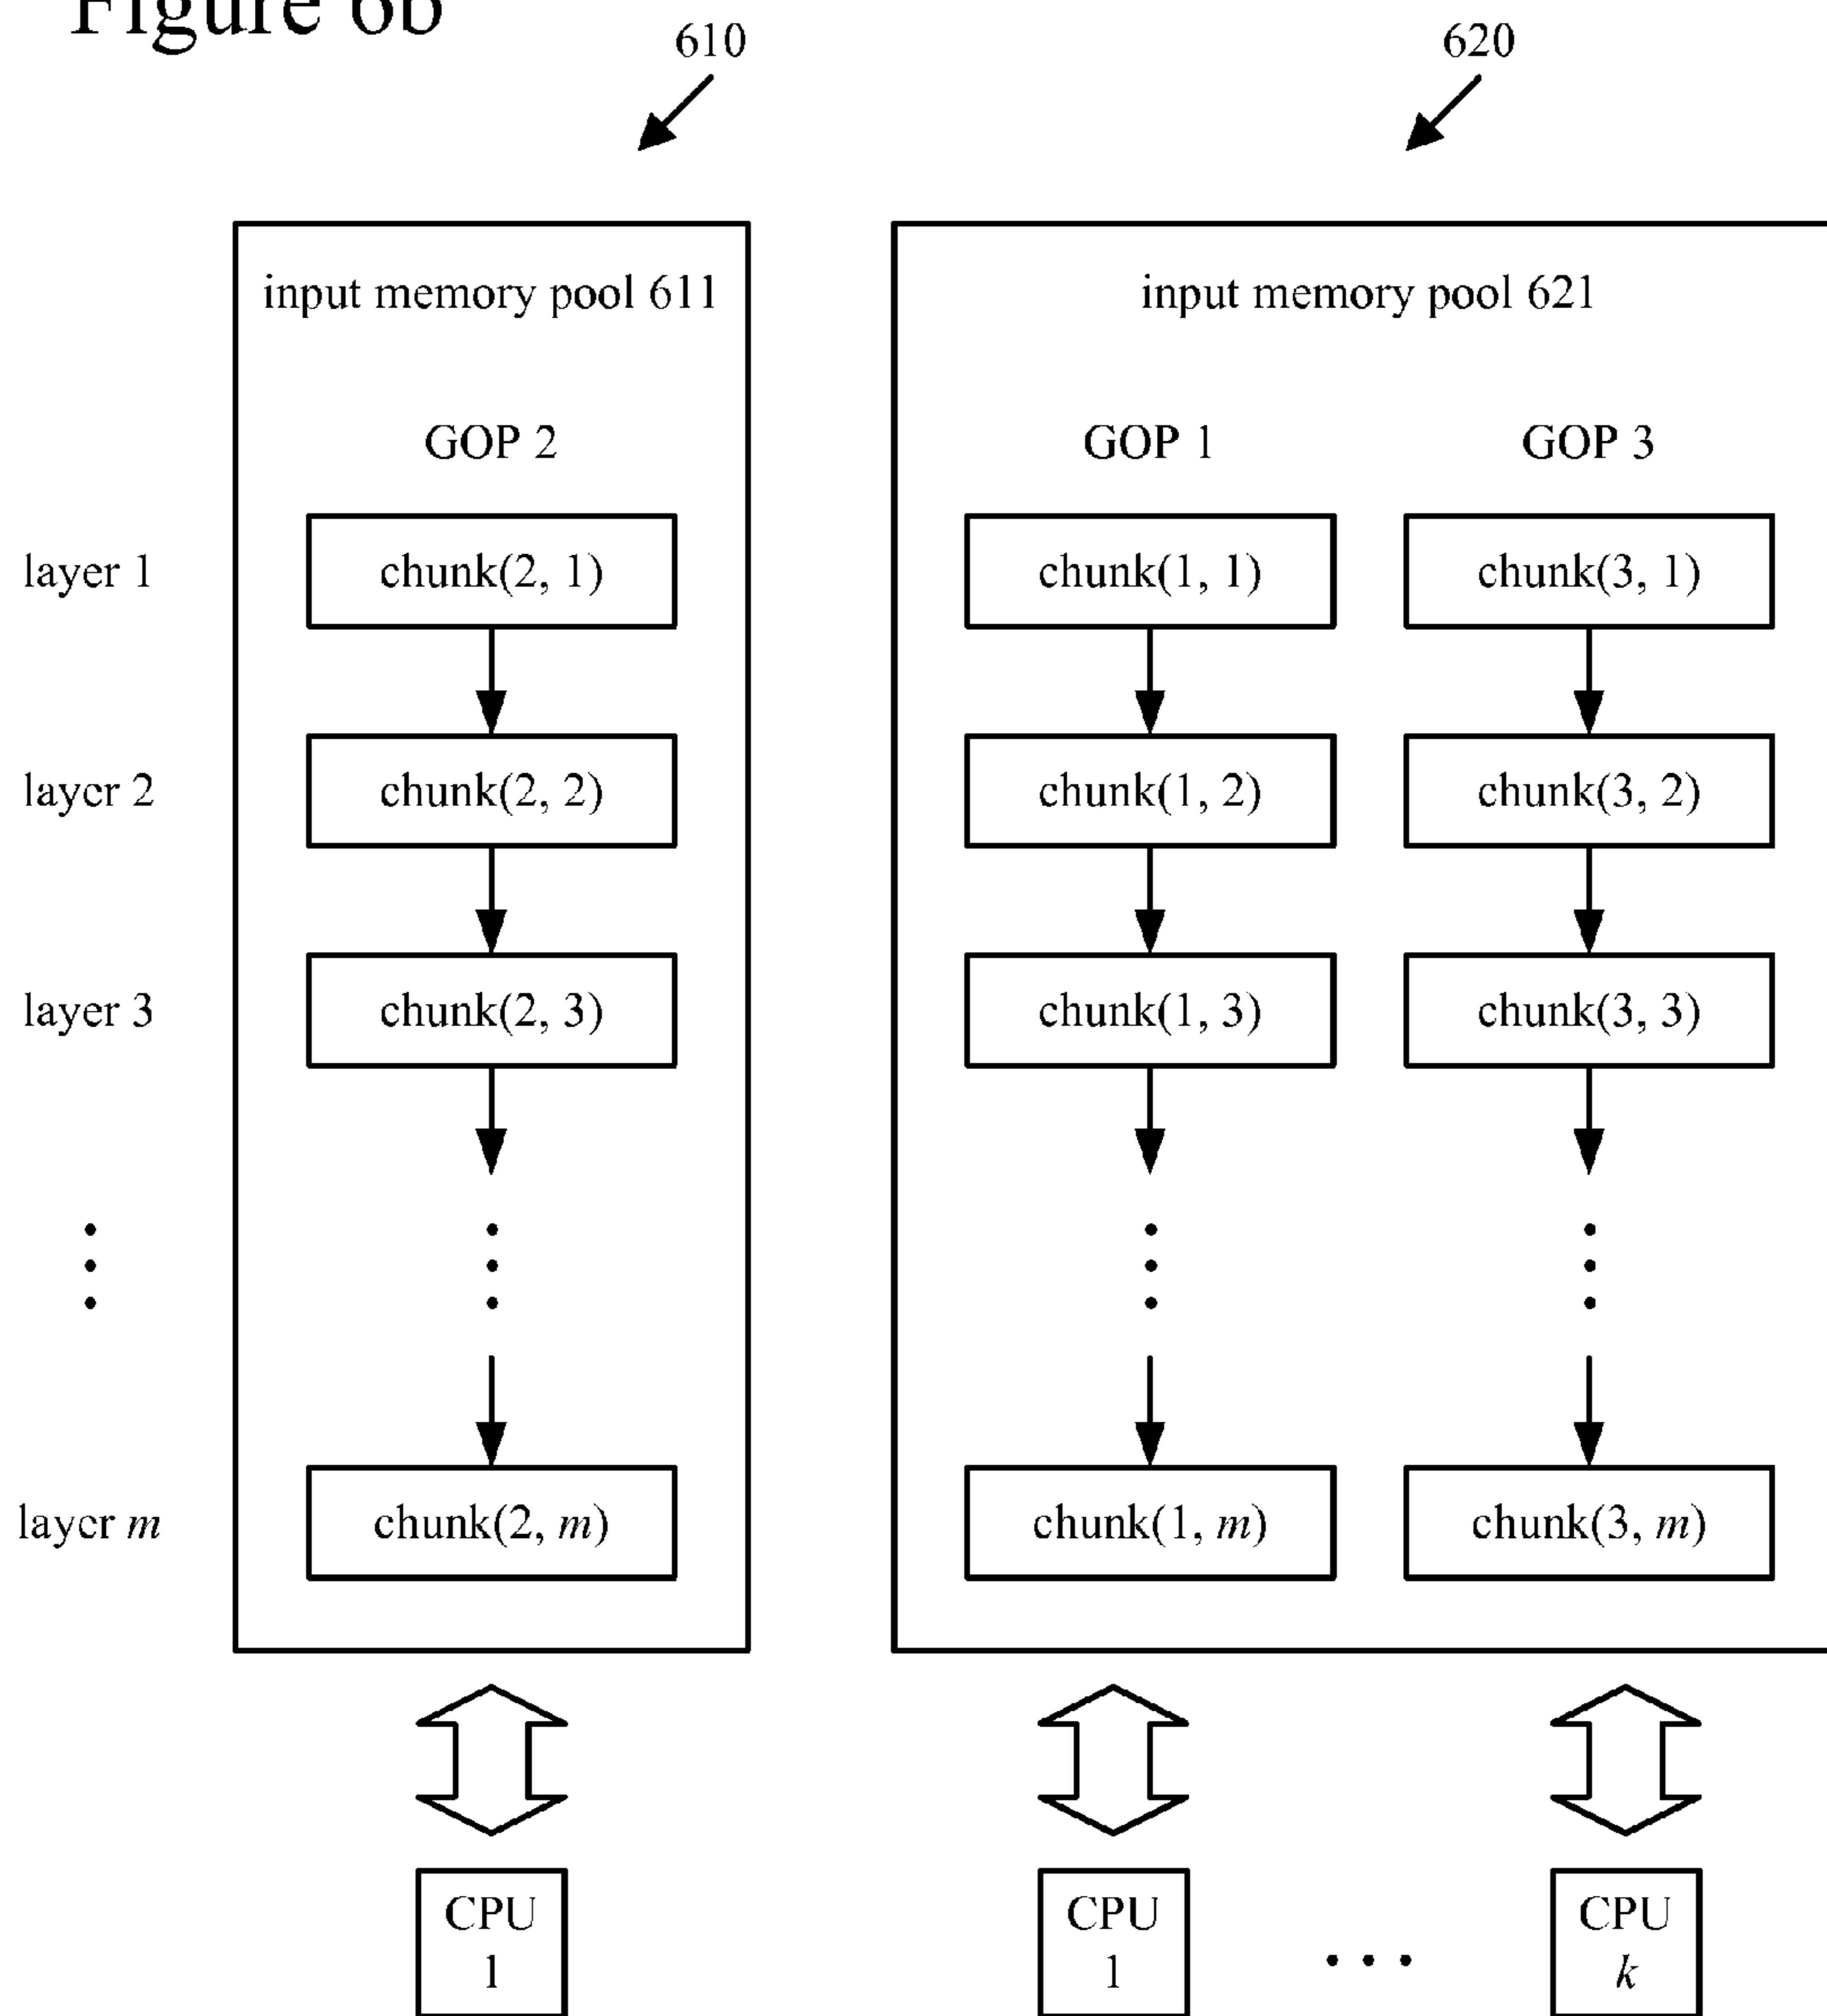 Figure 6b
610 620
input memory pool 611 input memory pool 621
GOP 2 GOP 1 GOP 3
layer 1 chunk(2, 1) chunk(1, 1) chunk(3, 1)
layer 2 chunk(2, 2) chunk(1, 2) chunk(3, 2)
layer 3 chunk(2, 3) chunk(1, 3) chunk(3, 3)
layer m chunk(2, m) chunk(1, m) chunk(3, m)
CPU CPU CPU
1 1 ... k